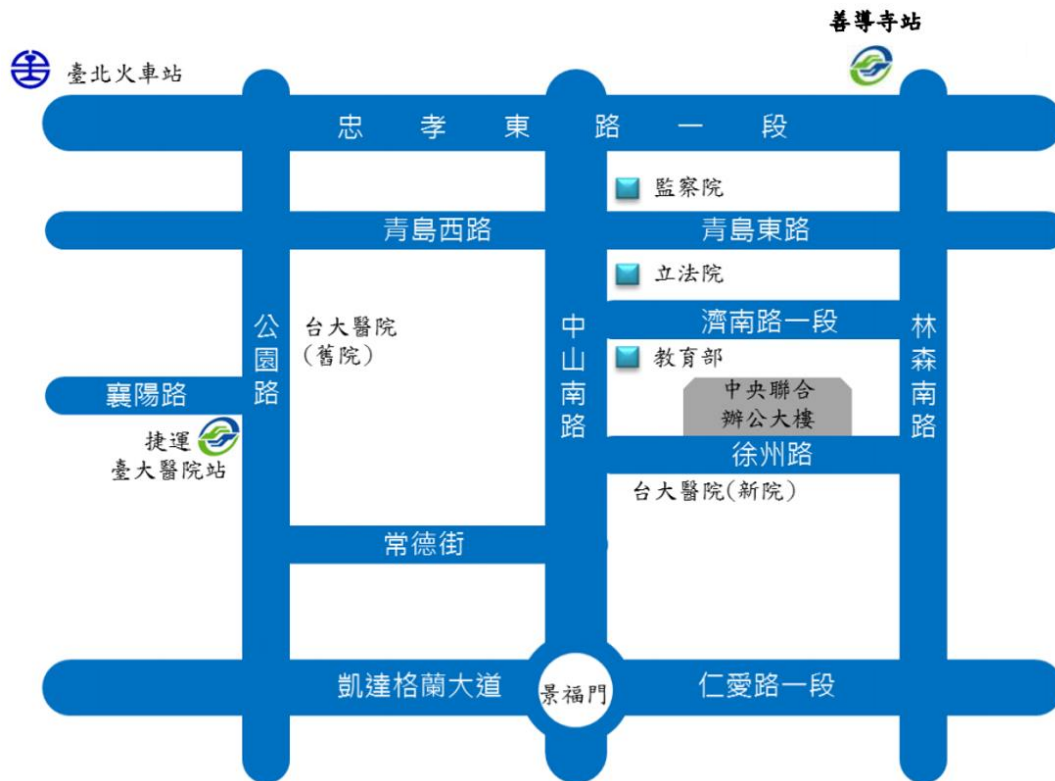 善導寺站
臺北火車站
忠孝東路一段
監察院
青島西路
青島東路
立法院
公園路
台大醫院
(舊院)
中山南路
濟南路一段
林森南路
教育部
襄陽路
中央聯合
辦公大樓
捷運
臺大醫院站
徐州路
台大醫院(新院)
常德街
凱達格蘭大道
景福門
仁愛路一段